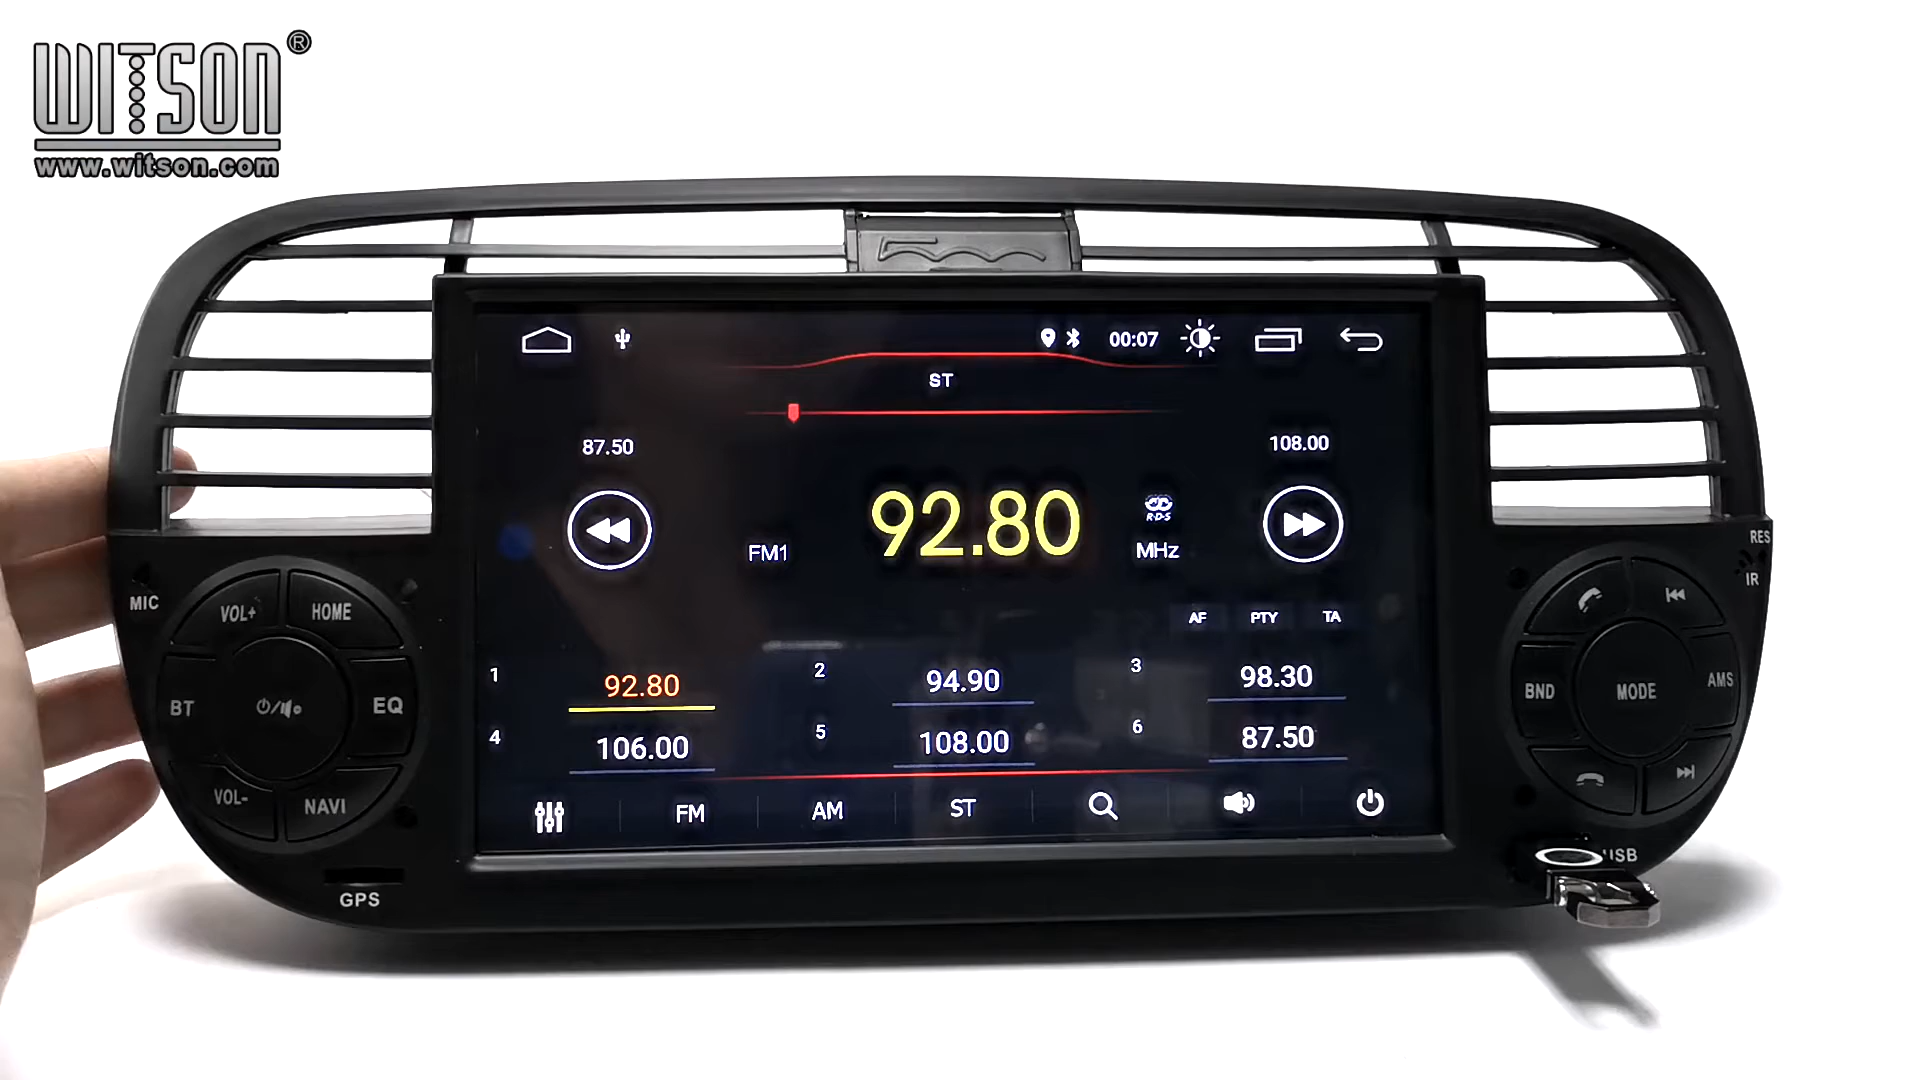 WITSON®
www.witson.com
500
00:07
ST
87.50
108.00
FM1
92.80
R·D·S
MHz
AF PTY TA
1 92.80
2 94.90
3 98.30
4 106.00
5 108.00
6 87.50
FM AM ST
MIC
VOL+
HOME
BT
EQ
VOL-
NAVI
GPS
RES
IR
BND
MODE
AMS
USB